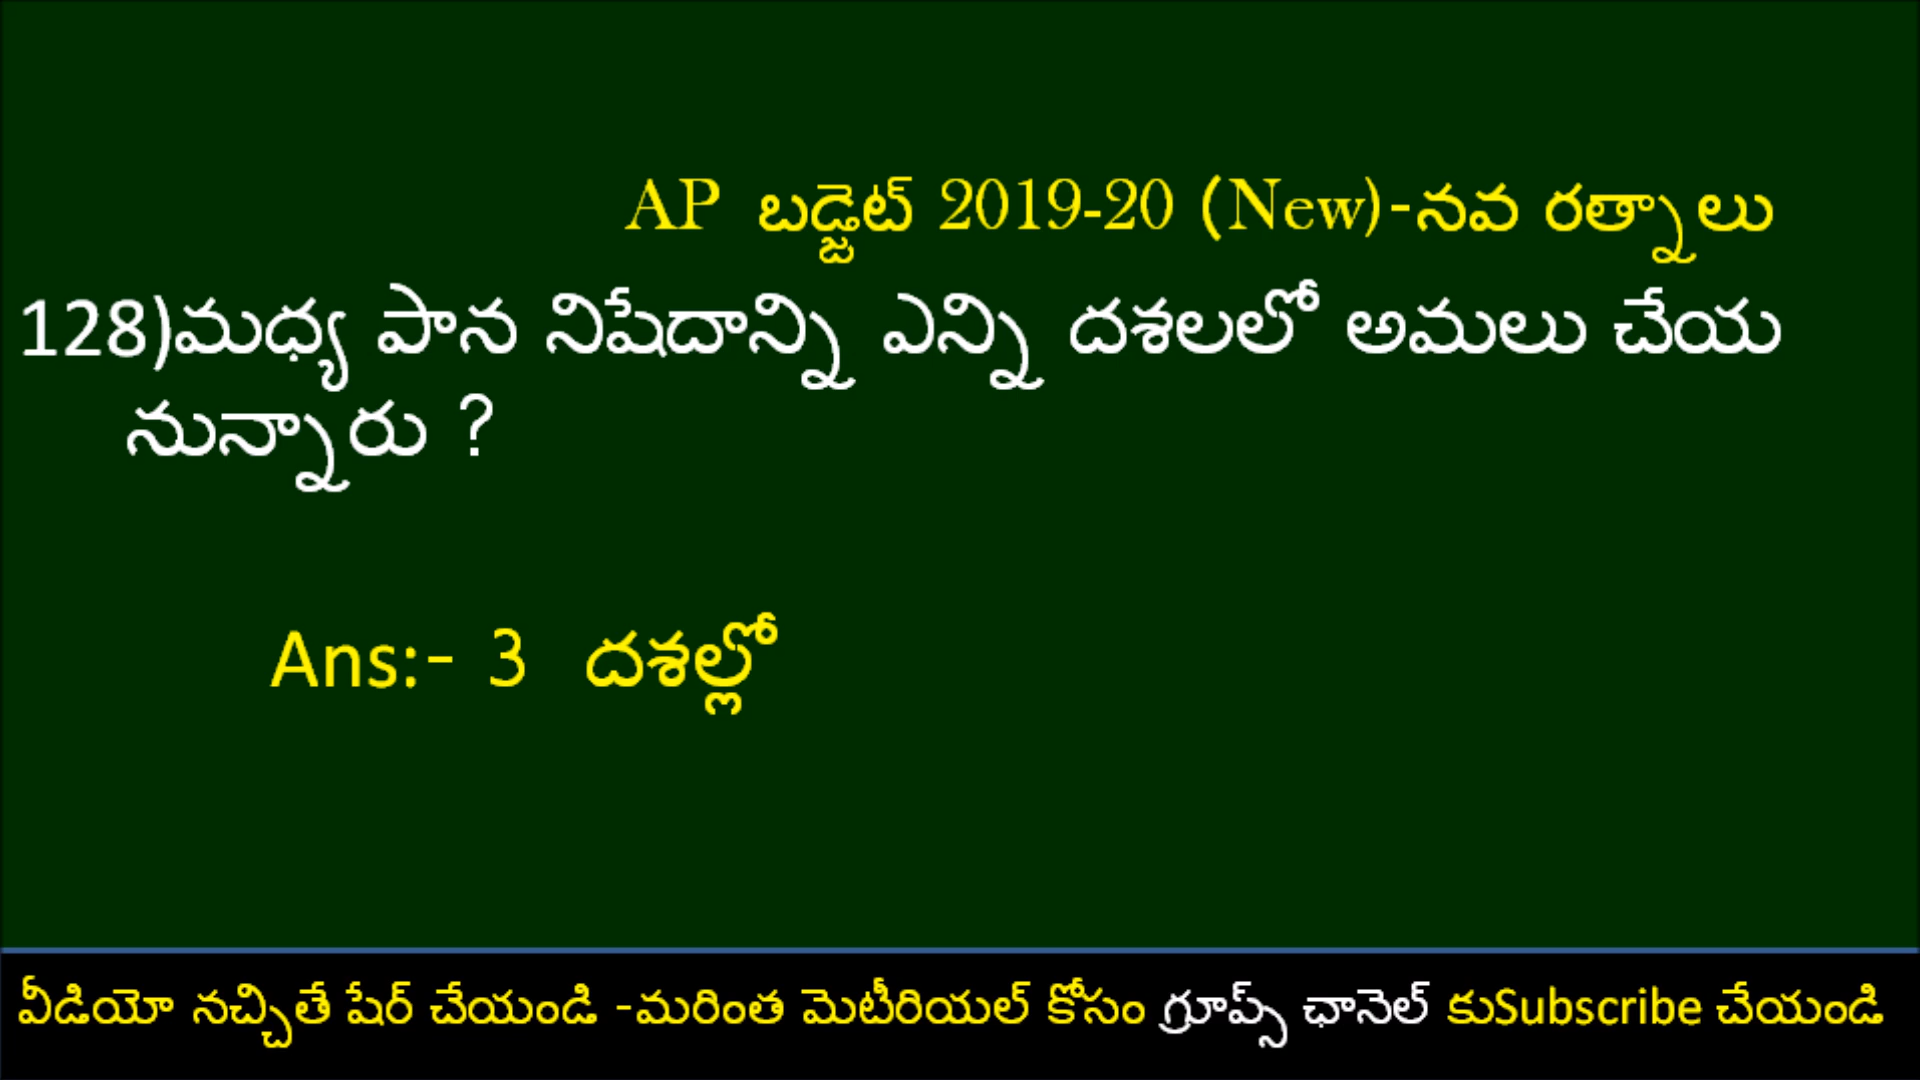 AP బడ్జెట్ 2019-20 (New)-నవ రత్నాలు
128)మధ్య పాన నిషేదాన్ని ఎన్ని దశలలో అమలు చేయ
నున్నారు ?
Ans:- 3 దశల్లో
వీడియో నచ్చితే షేర్ చేయండి -మరింత మెటీరియల్ కోసం గ్రూప్స్ ఛానెల్ కుSubscribe చేయండి